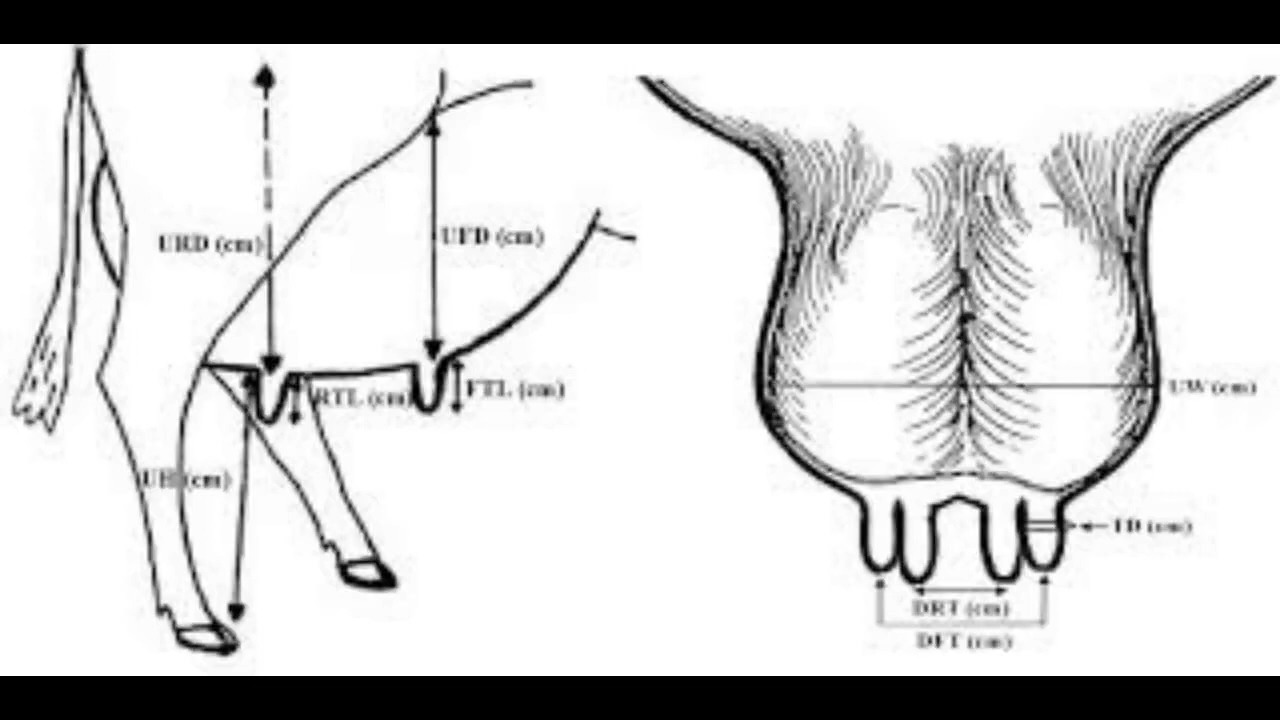 URD (cm)
UFD (cm)
RTL (cm)
FTL (cm)
UH (cm)
UW (cm)
TD (cm)
DRT (cm)
DFT (cm)